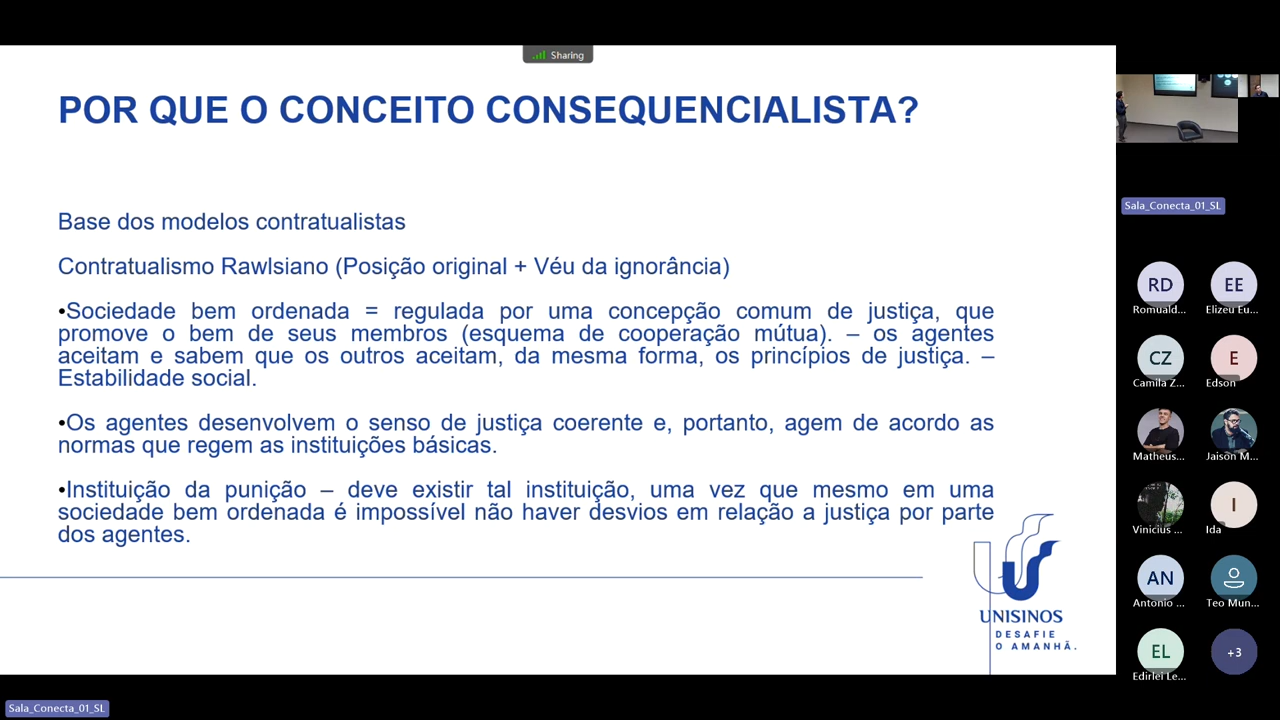 Sharing
POR QUE O CONCEITO CONSEQUENCIALISTA?
Base dos modelos contratualistas
Contratualismo Rawlsiano (Posição original + Véu da ignorância)
•Sociedade bem ordenada = regulada por uma concepção comum de justiça, que
promove o bem de seus membros (esquema de cooperação mútua). – os agentes
aceitam e sabem que os outros aceitam, da mesma forma, os princípios de justiça. –
Estabilidade social.
•Os agentes desenvolvem o senso de justiça coerente e, portanto, agem de acordo as
normas que regem as instituições básicas.
•Instituição da punição – deve existir tal instituição, uma vez que mesmo em uma
sociedade bem ordenada é impossível não haver desvios em relação a justiça por parte
dos agentes.
UNISINOS
DESAFIE
O AMANHÃ.
Sala_Conecta_01_SL
RD
Romuald...
EE
Elizeu Eu...
CZ
Camila Z...
E
Edson
Matheus...
Jaison M...
Vinicius ...
I
Ida
AN
Antonio ...
Teo Mun...
EL
Edirlei Le...
+3
Sala_Conecta_01_SL